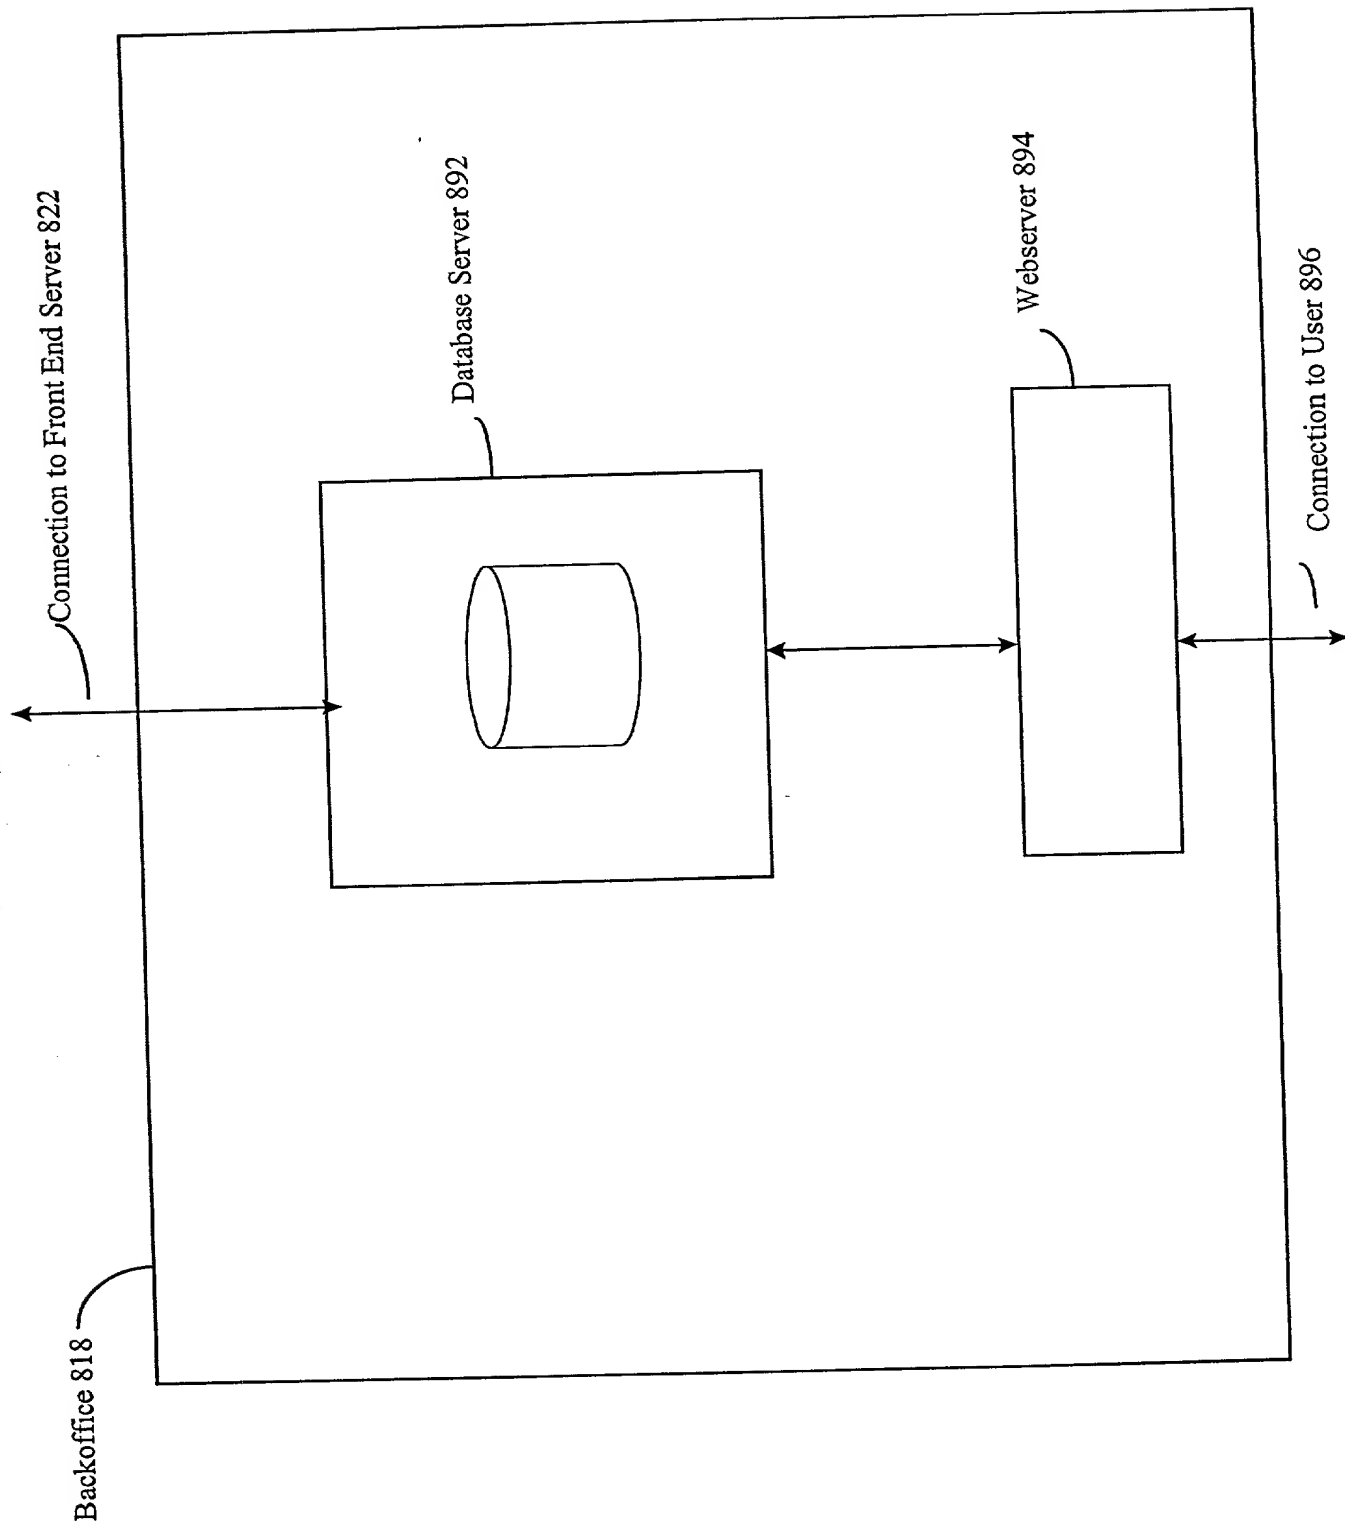 Connection to Front End Server 822
Database Server 892
Webserver 894
Connection to User 896
Backoffice 818